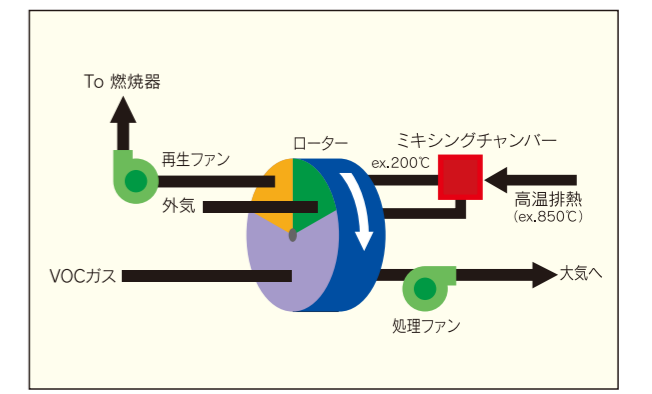 To 燃焼器
再生ファン
ローター
ミキシングチャンバー
ex.200℃
外気
高温排熱
(ex.850℃)
VOCガス
大気へ
処理ファン